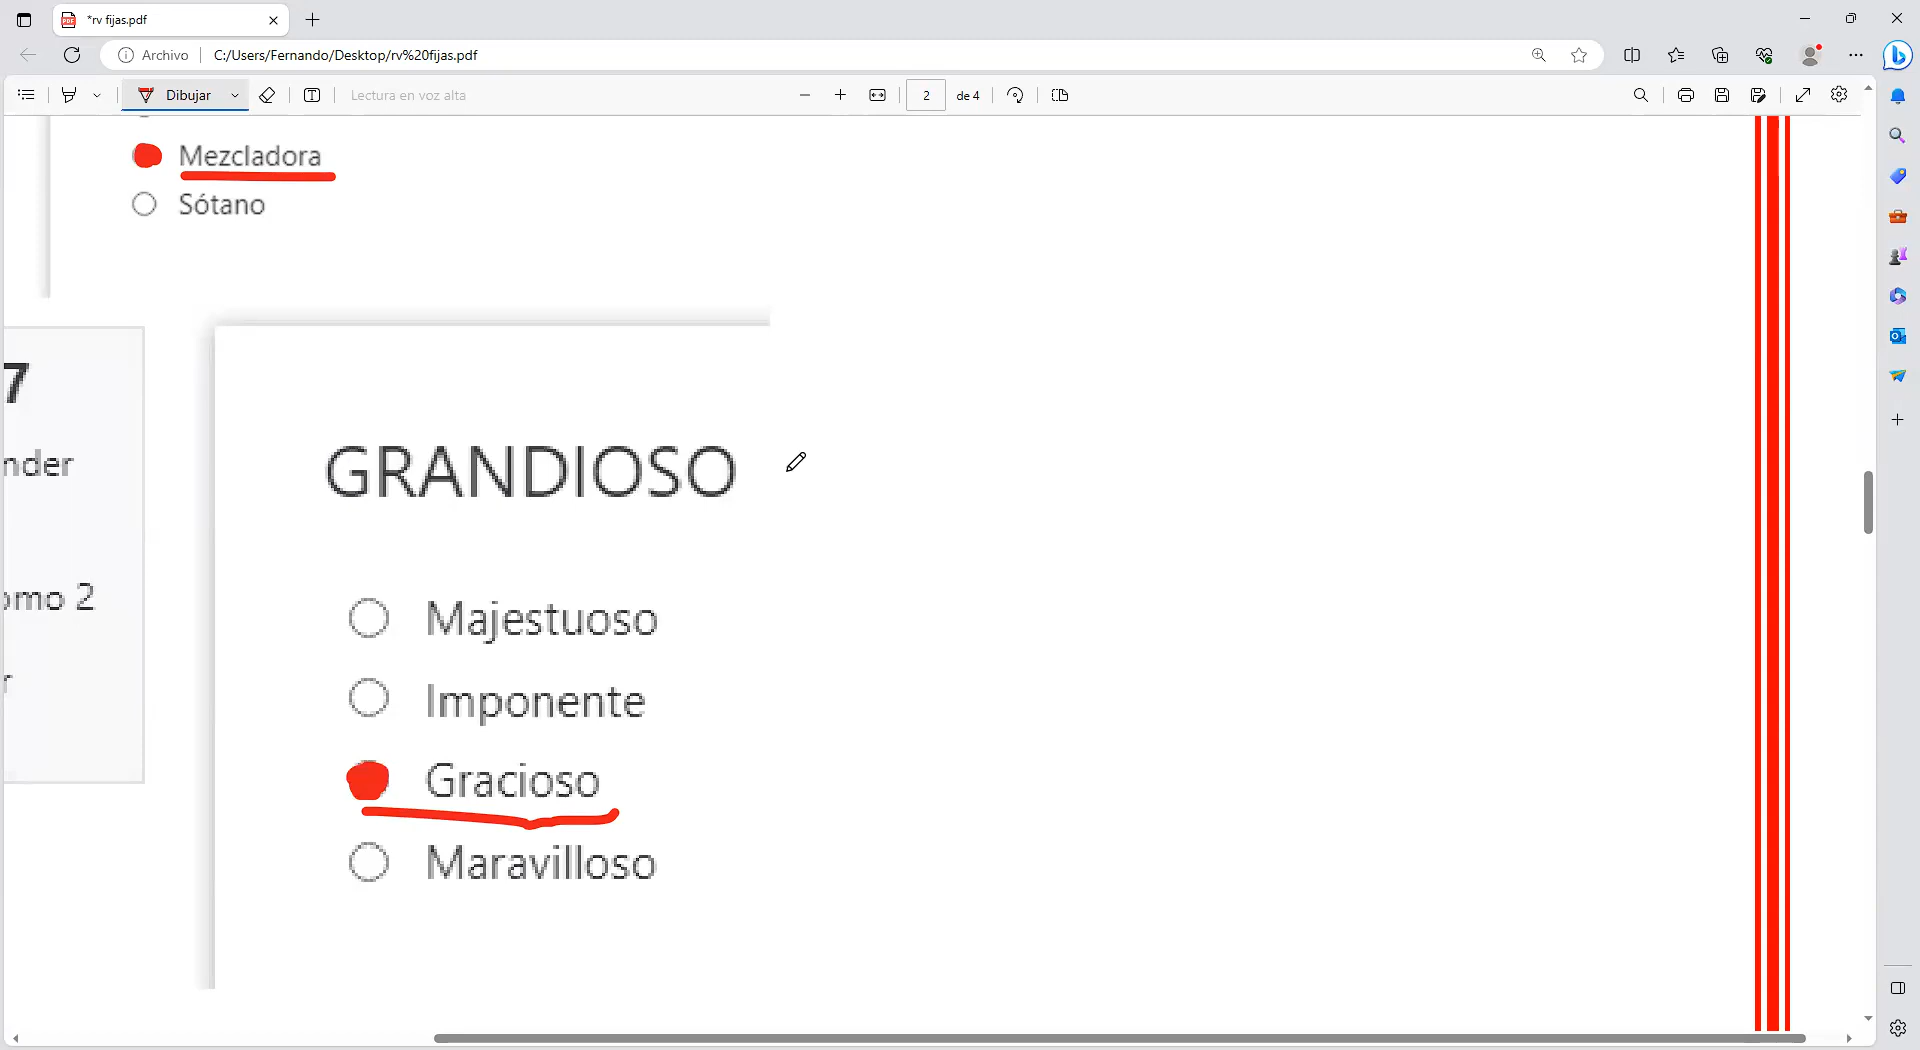 *rv fijas.pdf
Archivo
C:/Users/Fernando/Desktop/rv%20fijas.pdf
Dibujar
Lectura en voz alta
2
de 4
Mezcladora
Sótano
7
nder
omo 2
r
GRANDIOSO
Majestuoso
Imponente
Gracioso
Maravilloso